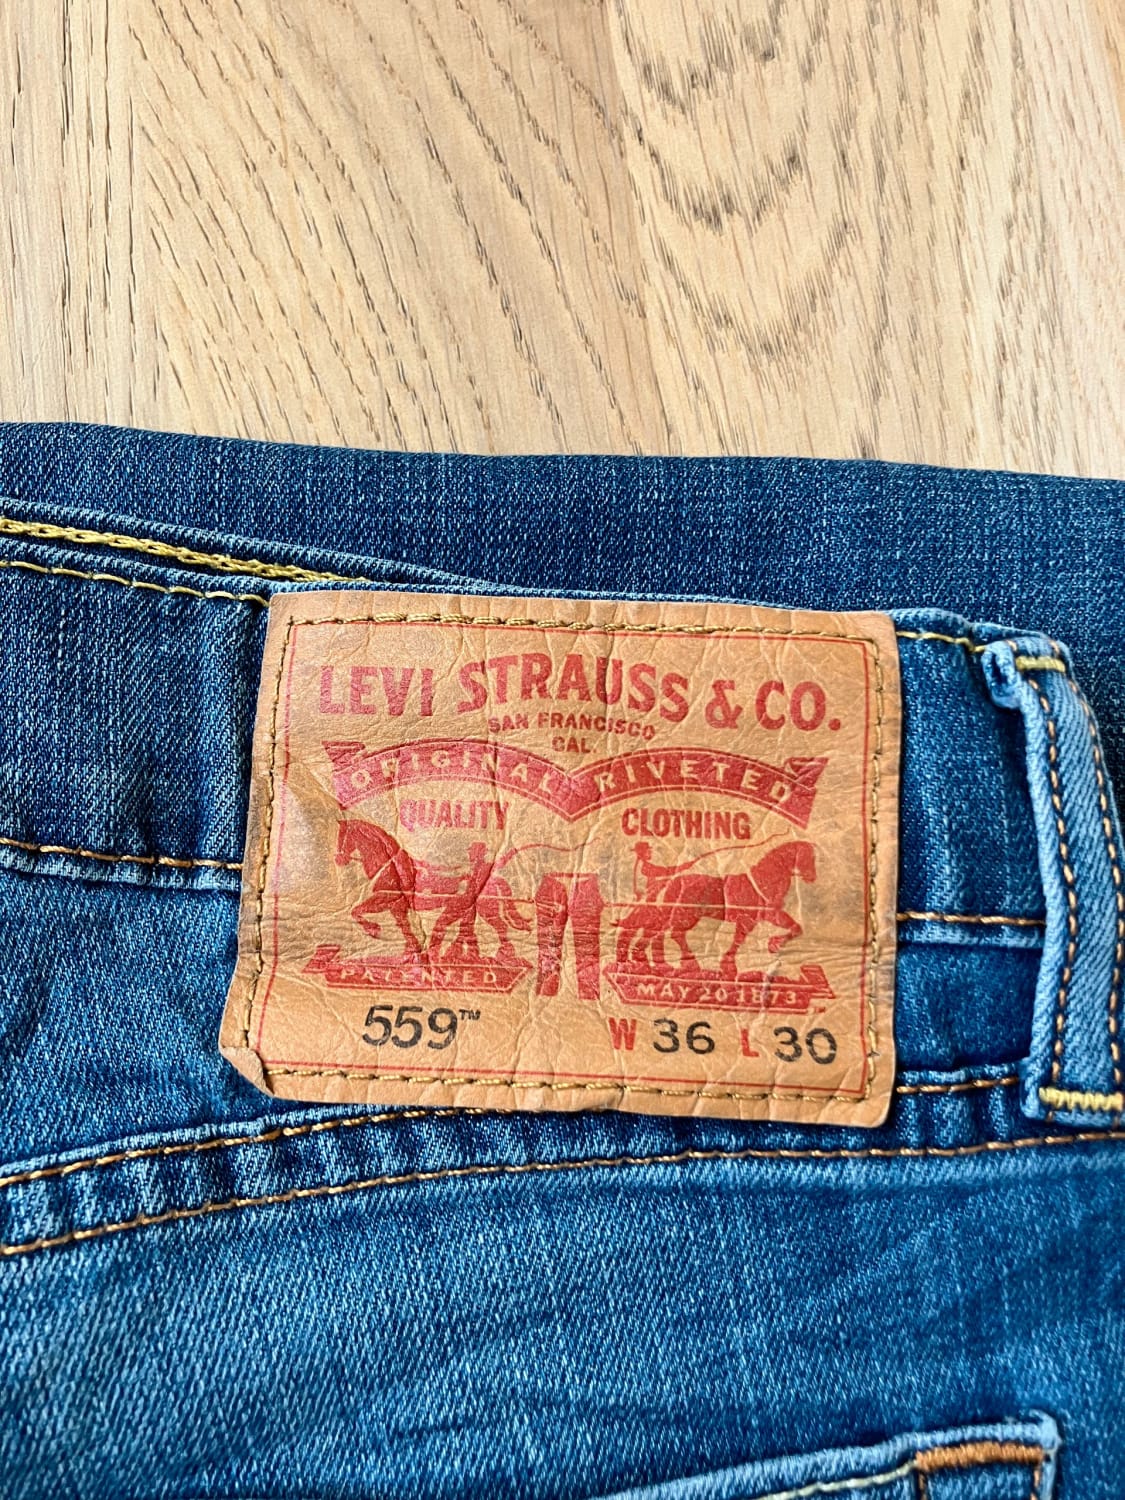 LEVI STRAUSS & CO.
SAN FRANCISCO
CAL.
ORIGINAL RIVETED
QUALITY CLOTHING
PATENTED MAY 20 1873
559™ W 36 L 30